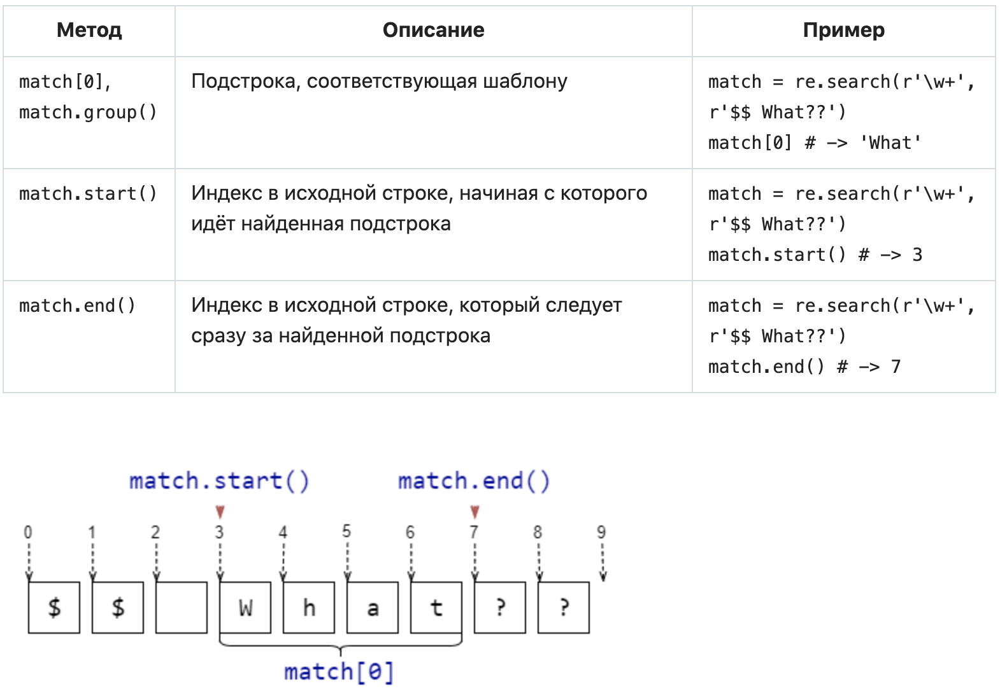 Метод Описание Пример
match[0], Подстрока, соответствующая шаблону match = re.search(r'\w+',
match.group() r'$$ What??')
match[0] # -> 'What'
match.start() Индекс в исходной строке, начиная с которого match = re.search(r'\w+',
идёт найденная подстрока r'$$ What??')
match.start() # -> 3
match.end() Индекс в исходной строке, который следует match = re.search(r'\w+',
сразу за найденной подстрока r'$$ What??')
match.end() # -> 7
match.start() match.end()
0 1 2 3 4 5 6 7 8 9
$ $ W h a t ? ?
match[0]